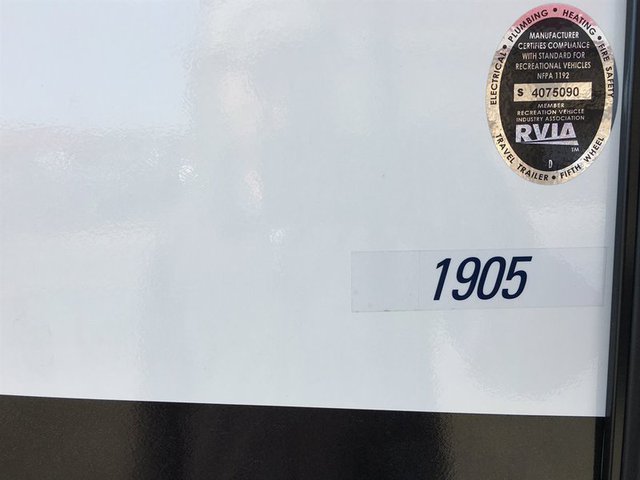 ELECTRICAL • PLUMBING • HEATING • FIRE SAFETY
MANUFACTURER
CERTIFIES COMPLIANCE
WITH STANDARD FOR
RECREATIONAL VEHICLES
NFPA 1192
S 4075090
MEMBER
RECREATION VEHICLE
INDUSTRY ASSOCIATION
RVIA
TM
D
TRAVEL TRAILER • FIFTH WHEEL
1905